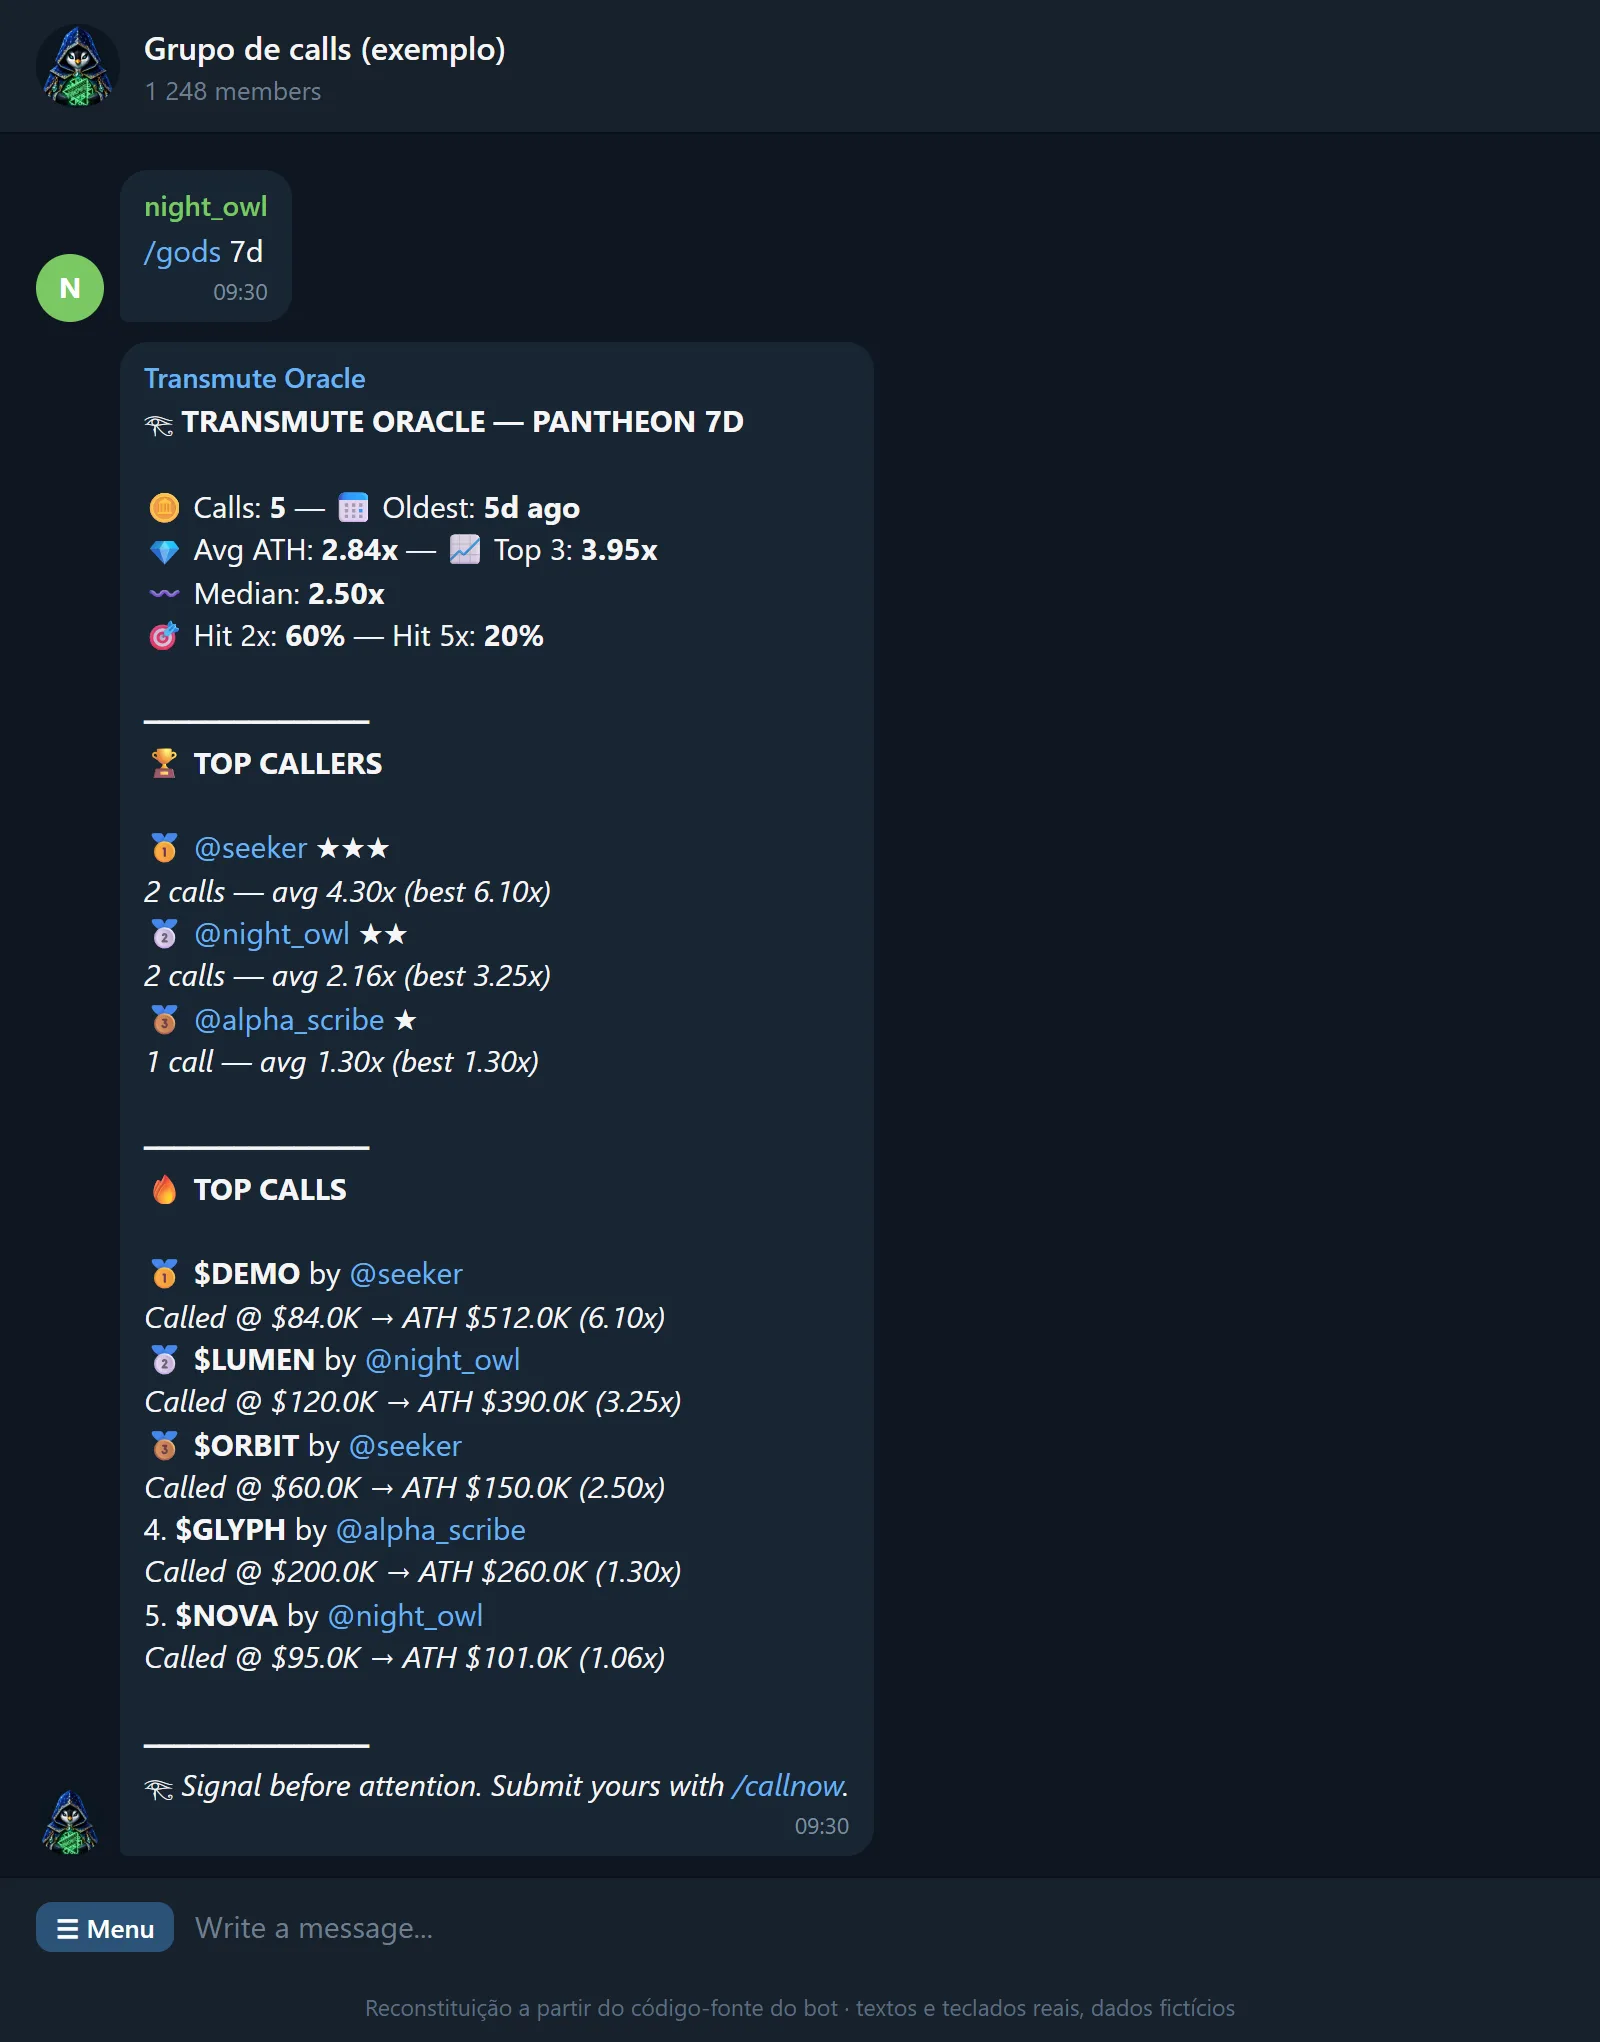 Grupo de calls (exemplo)
1 248 members
night_owl
/gods 7d
09:30
N
Transmute Oracle
𓂀 TRANSMUTE ORACLE — PANTHEON 7D
🪙 Calls: 5 — 📅 Oldest: 5d ago
💎 Avg ATH: 2.84x — 📈 Top 3: 3.95x
〰️ Median: 2.50x
🎯 Hit 2x: 60% — Hit 5x: 20%
🏆 TOP CALLERS
🥇 @seeker ★★★
2 calls — avg 4.30x (best 6.10x)
🥈 @night_owl ★★
2 calls — avg 2.16x (best 3.25x)
🥉 @alpha_scribe ★
1 call — avg 1.30x (best 1.30x)
🔥 TOP CALLS
🥇 $DEMO by @seeker
Called @ $84.0K → ATH $512.0K (6.10x)
🥈 $LUMEN by @night_owl
Called @ $120.0K → ATH $390.0K (3.25x)
🥉 $ORBIT by @seeker
Called @ $60.0K → ATH $150.0K (2.50x)
4. $GLYPH by @alpha_scribe
Called @ $200.0K → ATH $260.0K (1.30x)
5. $NOVA by @night_owl
Called @ $95.0K → ATH $101.0K (1.06x)
𓂀 Signal before attention. Submit yours with /callnow.
09:30
☰ Menu
Write a message...
Reconstituição a partir do código-fonte do bot · textos e teclados reais, dados fictícios